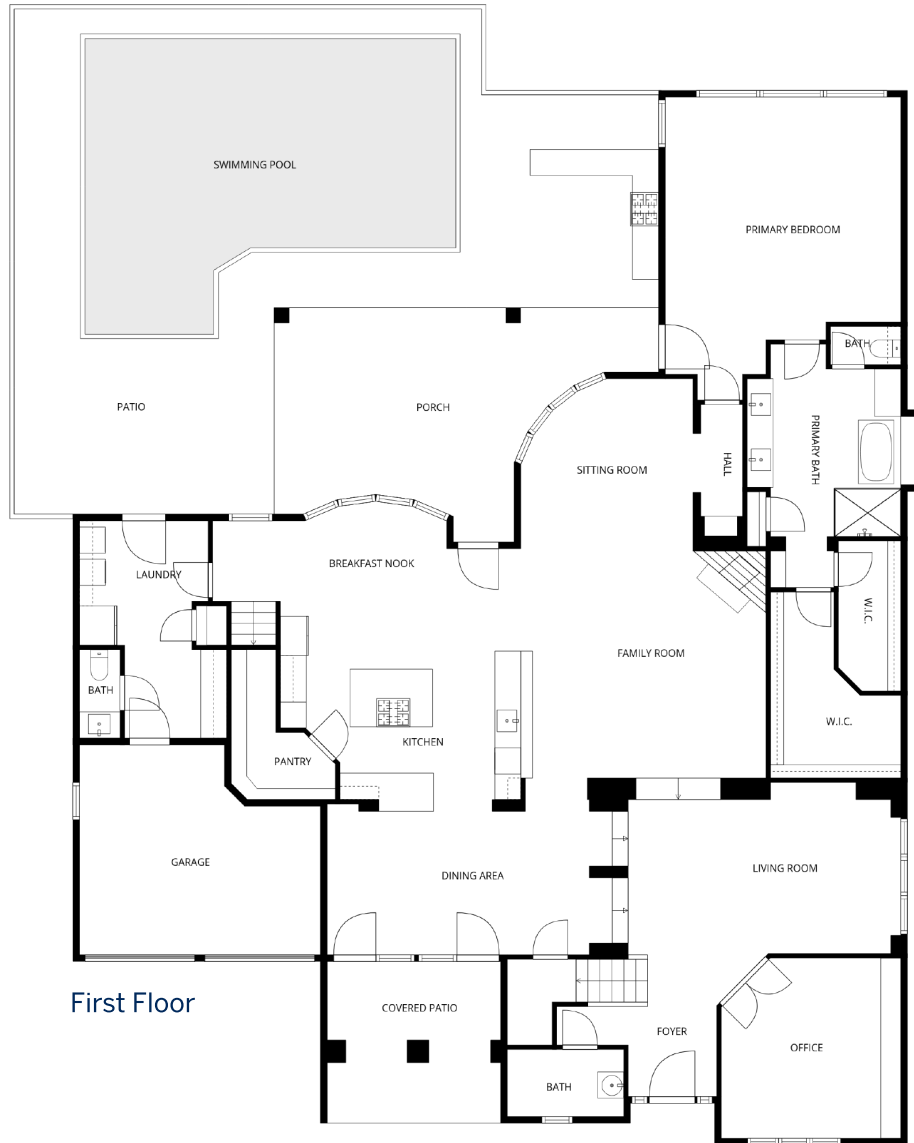 SWIMMING POOL
PRIMARY BEDROOM
BATH
PATIO
PORCH
PRIMARY BATH
SITTING ROOM
HALL
BREAKFAST NOOK
LAUNDRY
W.I.C.
FAMILY ROOM
BATH
W.I.C.
KITCHEN
PANTRY
GARAGE
LIVING ROOM
DINING AREA
First Floor
COVERED PATIO
FOYER
OFFICE
BATH